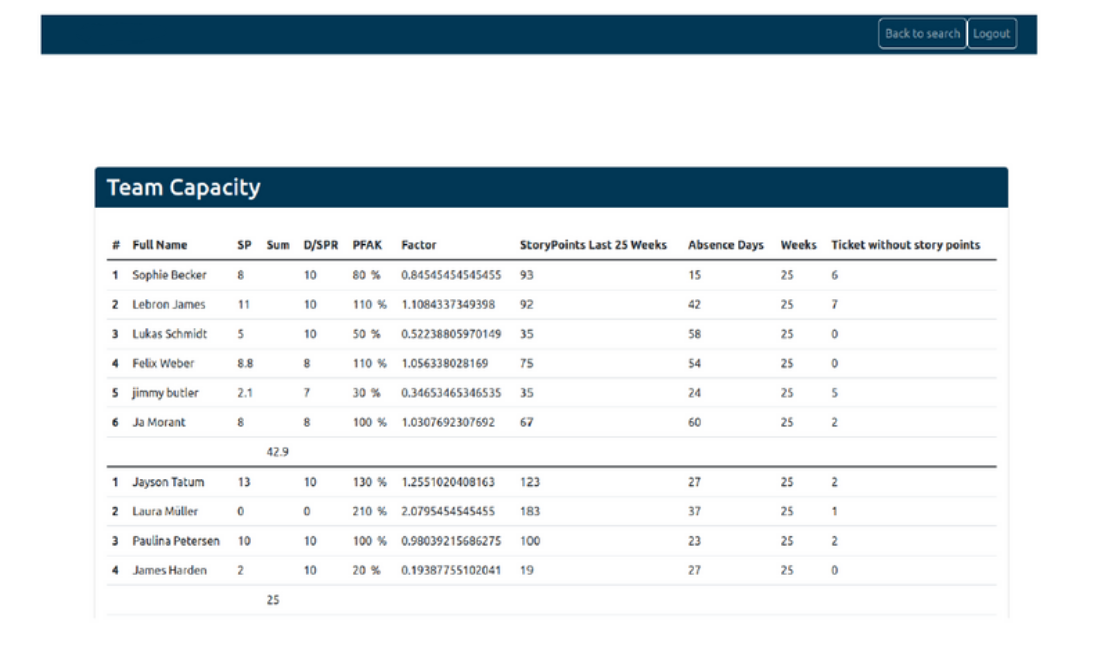 Back to search Logout
Team Capacity
# Full Name SP Sum D/SPR PFAK Factor StoryPoints Last 25 Weeks Absence Days Weeks Ticket without story points
1 Sophie Becker 8 10 80 % 0.84545454545455 93 15 25 6
2 Lebron James 11 10 110 % 1.1084337349398 92 42 25 7
3 Lukas Schmidt 5 10 50 % 0.52238805970149 35 58 25 0
4 Felix Weber 8.8 8 110 % 1.056338028169 75 54 25 0
5 jimmy butler 2.1 7 30 % 0.34653465346535 35 24 25 5
6 Ja Morant 8 8 100 % 1.0307692307692 67 60 25 2
42.9
1 Jayson Tatum 13 10 130 % 1.2551020408163 123 27 25 2
2 Laura Müller 0 0 210 % 2.0795454545455 183 37 25 1
3 Paulina Petersen 10 10 100 % 0.98039215686275 100 23 25 2
4 James Harden 2 10 20 % 0.19387755102041 19 27 25 0
25